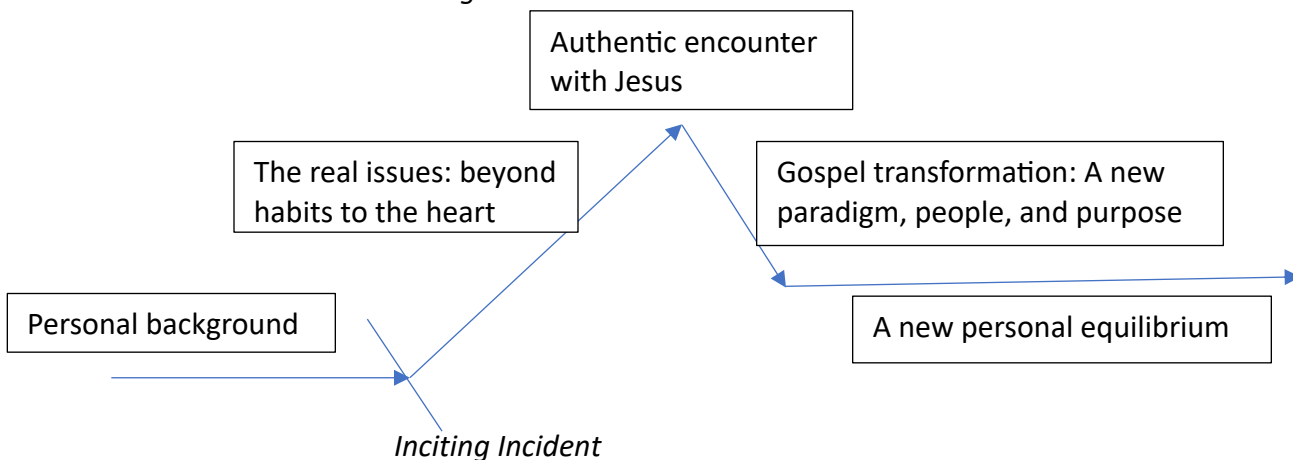 Authentic encounter
with Jesus
The real issues: beyond
habits to the heart
Gospel transformation: A new
paradigm, people, and purpose
Personal background
A new personal equilibrium
Inciting Incident